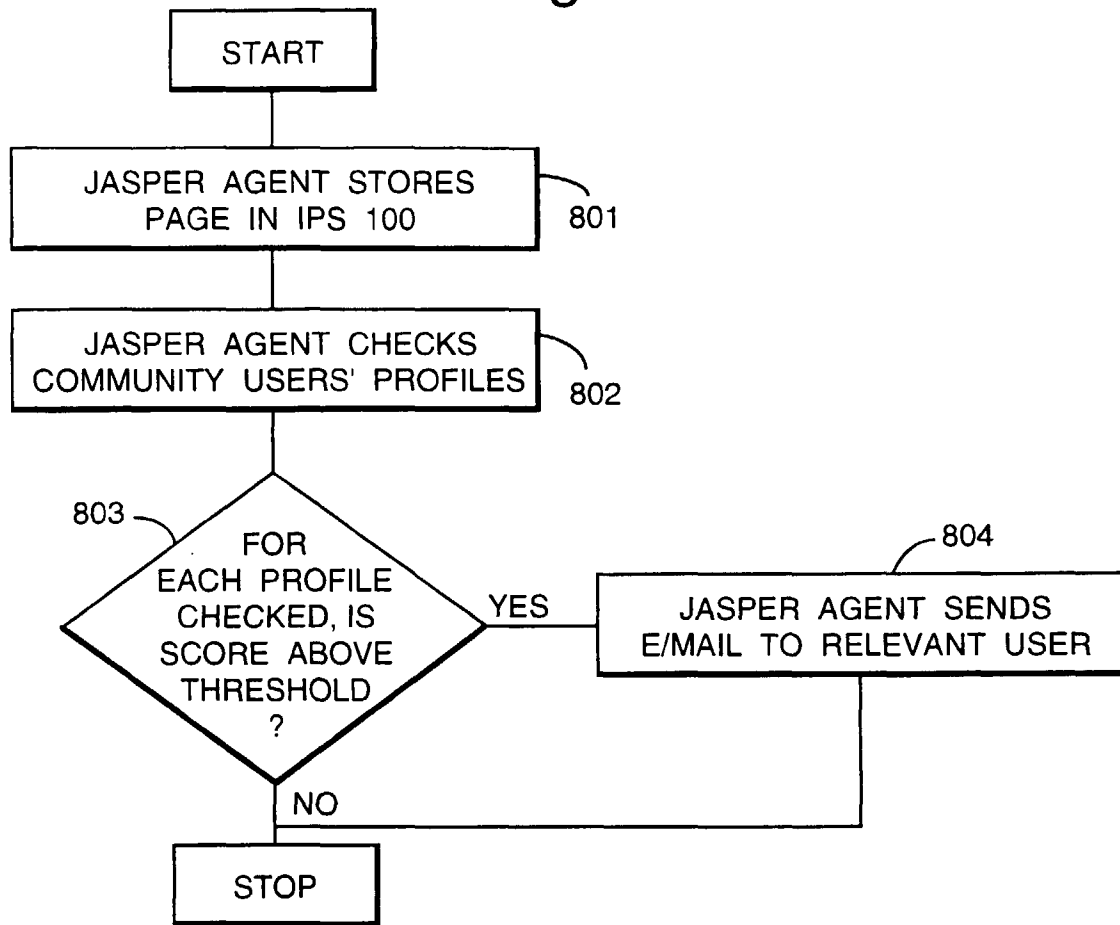 START
JASPER AGENT STORES
PAGE IN IPS 100
801
JASPER AGENT CHECKS
COMMUNITY USERS' PROFILES
802
803
FOR
EACH PROFILE
CHECKED, IS
SCORE ABOVE
THRESHOLD
?
YES
804
JASPER AGENT SENDS
E/MAIL TO RELEVANT USER
NO
STOP